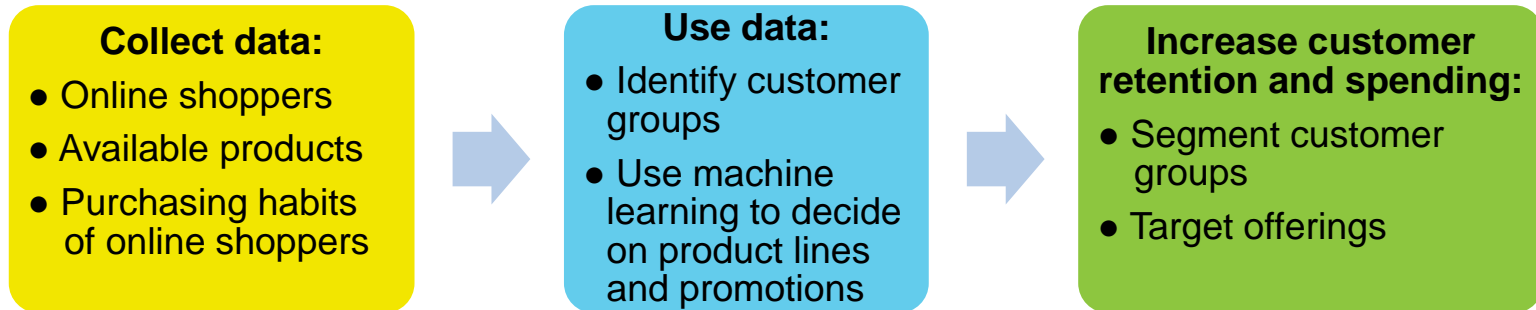 Collect data:
● Online shoppers
● Available products
● Purchasing habits
of online shoppers
Use data:
● Identify customer
groups
● Use machine
learning to decide
on product lines
and promotions
Increase customer
retention and spending:
● Segment customer
groups
● Target offerings